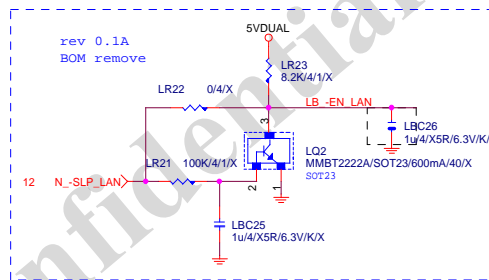 rev 0.1A
BOM remove
5VDUAL
LR23
8.2K/4/1/X
LR22 0/4/X
LB_-EN_LAN
LBC26
1u/4/X5R/6.3V/K/
3
LQ2
MMBT2222A/SOT23/600mA/40/X
SOT23
LR21 100K/4/1/X
12 N_-SLP_LAN
2
1
LBC25
1u/4/X5R/6.3V/K/X
nfidential